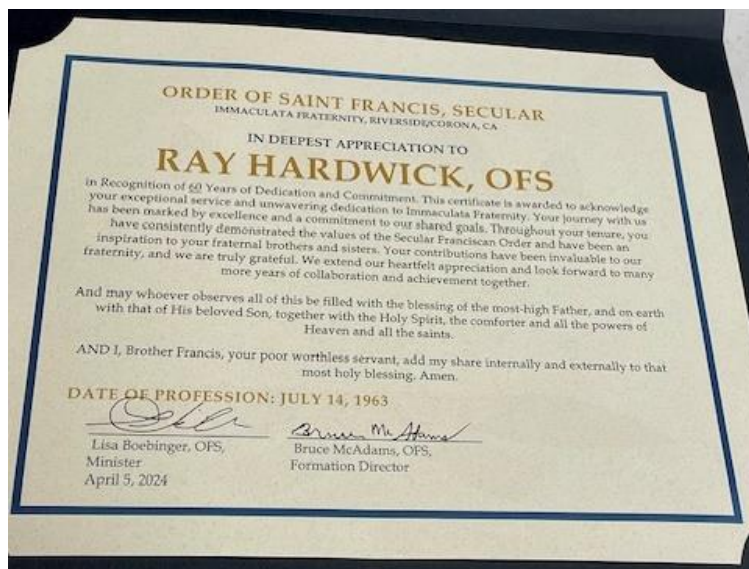 ORDER OF SAINT FRANCIS, SECULAR
IMMACULATA FRATERNITY, RIVERSIDE/CORONA, CA
IN DEEPEST APPRECIATION TO
RAY HARDWICK, OFS
in Recognition of 60 Years of Dedication and Commitment. This certificate is awarded to acknowledge
your exceptional service and unwavering dedication to Immaculata Fraternity. Your journey with us
has been marked by excellence and a commitment to our shared goals. Throughout your tenure, you
have consistently demonstrated the values of the Secular Franciscan Order and have been an
inspiration to your fraternal brothers and sisters. Your contributions have been invaluable to our
fraternity, and we are truly grateful. We extend our heartfelt appreciation and look forward to many
more years of collaboration and achievement together.
And may whoever observes all of this be filled with the blessing of the most-high Father, and on earth
with that of His beloved Son, together with the Holy Spirit, the comforter and all the powers of
Heaven and all the saints.
AND I, Brother Francis, your poor worthless servant, add my share internally and externally to that
most holy blessing. Amen.
DATE OF PROFESSION: JULY 14, 1963
Bruce McAdams
Lisa Boebinger, OFS,
Minister
April 5, 2024
Bruce McAdams, OFS,
Formation Director